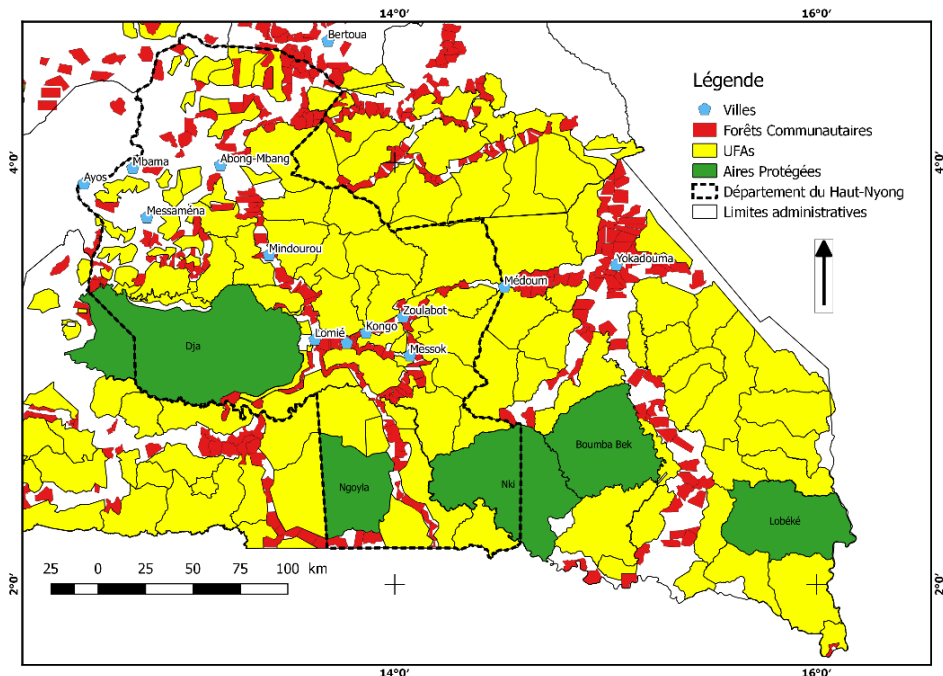 14°0' 16°0'
Bertoua
Légende
Villes
Forêts Communautaires
UFAs
Aires Protégées
Département du Haut-Nyong
Limites administratives
4°0' 4°0'
Abong-Mbang
Mbama
Ayos
Messaména
Mindourou
Yokadouma
Médoum
Zoulabot
Kongo
Lomié
Dja
Messok
Boumba Bek
Nki
Ngoyla
Lobéké
25 0 25 50 75 100 km
2°0' 2°0'
14°0' 16°0'